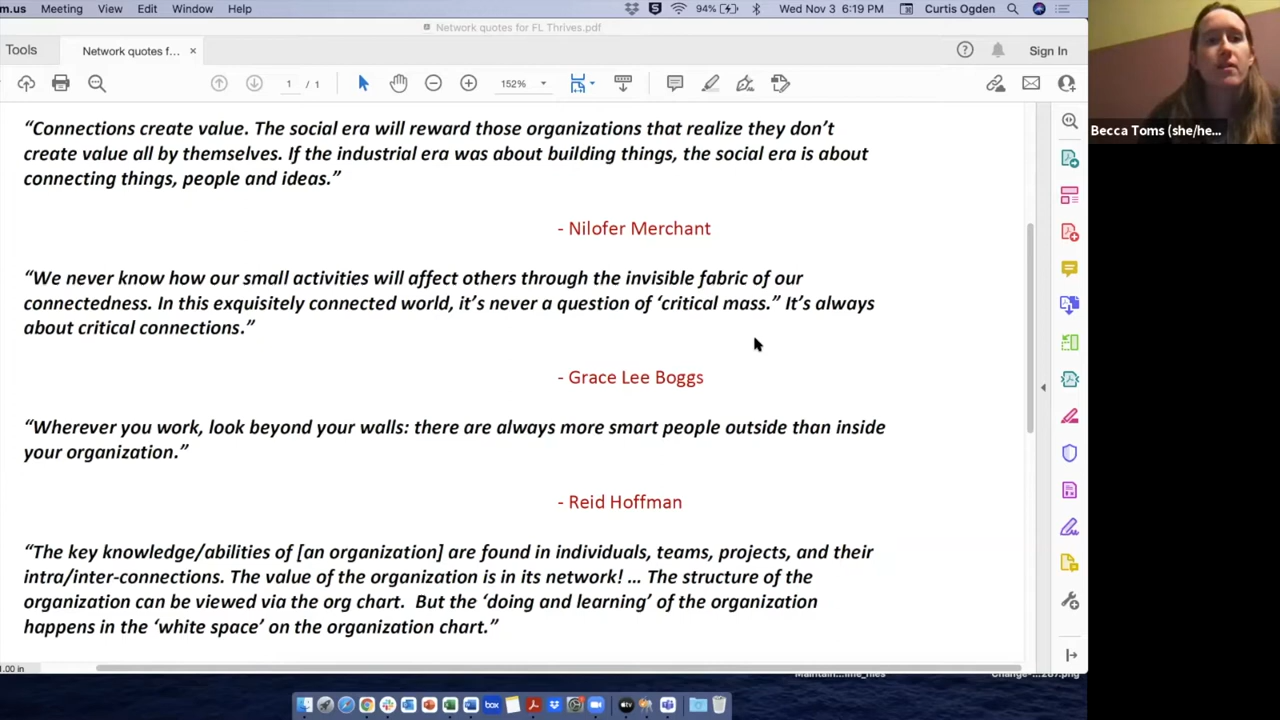 m.us Meeting View Edit Window Help 94% Wed Nov 3 6:19 PM Curtis Ogden
Network quotes for FL Thrives.pdf
Tools Network quotes f... × Sign In
1 / 1 152%
“Connections create value. The social era will reward those organizations that realize they don’t
create value all by themselves. If the industrial era was about building things, the social era is about
connecting things, people and ideas.”
- Nilofer Merchant
“We never know how our small activities will affect others through the invisible fabric of our
connectedness. In this exquisitely connected world, it’s never a question of ‘critical mass.” It’s always
about critical connections.”
- Grace Lee Boggs
“Wherever you work, look beyond your walls: there are always more smart people outside than inside
your organization.”
- Reid Hoffman
“The key knowledge/abilities of [an organization] are found in individuals, teams, projects, and their
intra/inter-connections. The value of the organization is in its network! … The structure of the
organization can be viewed via the org chart. But the ‘doing and learning’ of the organization
happens in the ‘white space’ on the organization chart.”
Becca Toms (she/he...
box
tv